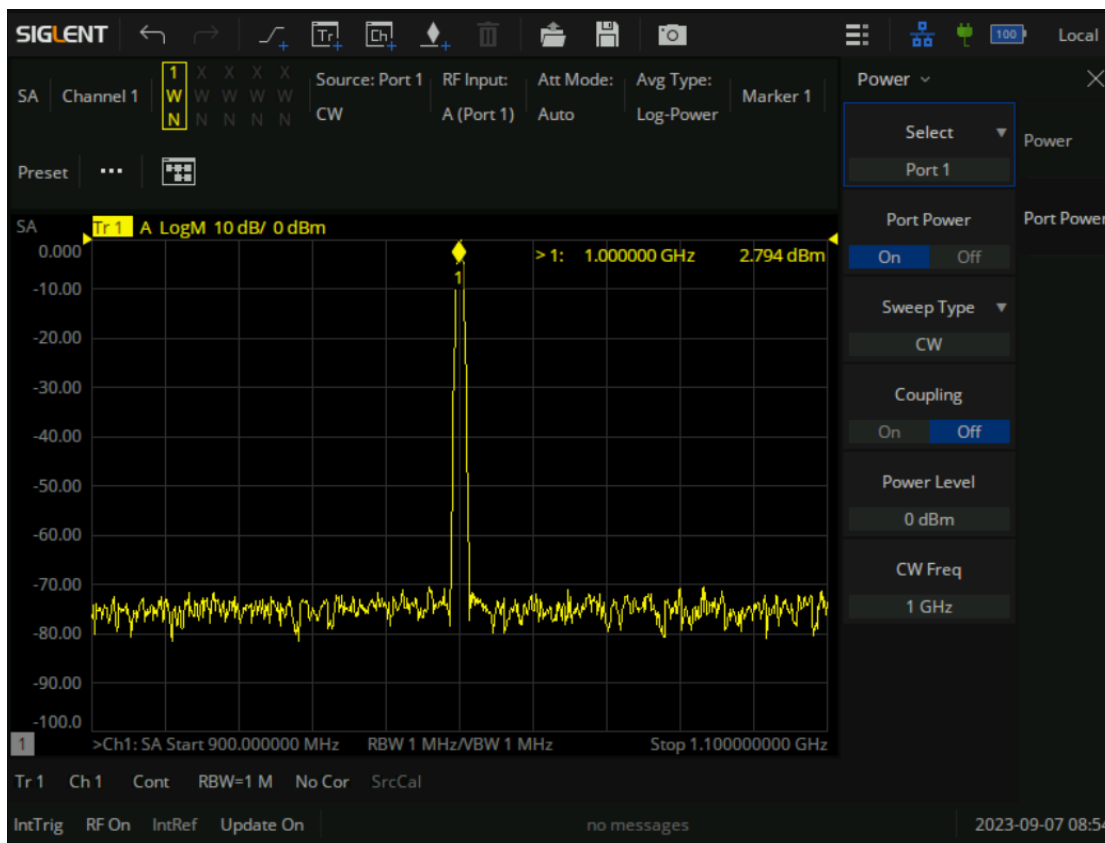 SIGLENT Tr Ch 100 Local
SA Channel 1
1 X X X X
W W W W W
N N N N N
Source: Port 1
CW
RF Input:
A (Port 1)
Att Mode:
Auto
Avg Type:
Log-Power
Marker 1
Preset ...
SA Tr 1 A LogM 10 dB/ 0 dBm
> 1: 1.000000 GHz 2.794 dBm
1
0.000
-10.00
-20.00
-30.00
-40.00
-50.00
-60.00
-70.00
-80.00
-90.00
-100.0
1 >Ch1: SA Start 900.000000 MHz RBW 1 MHz/VBW 1 MHz Stop 1.100000000 GHz
Power
Select
Port 1
Port Power
On Off
Sweep Type
CW
Coupling
On Off
Power Level
0 dBm
CW Freq
1 GHz
Power
Port Power
Tr 1 Ch 1 Cont RBW=1 M No Cor SrcCal
IntTrig RF On IntRef Update On no messages 2023-09-07 08:54